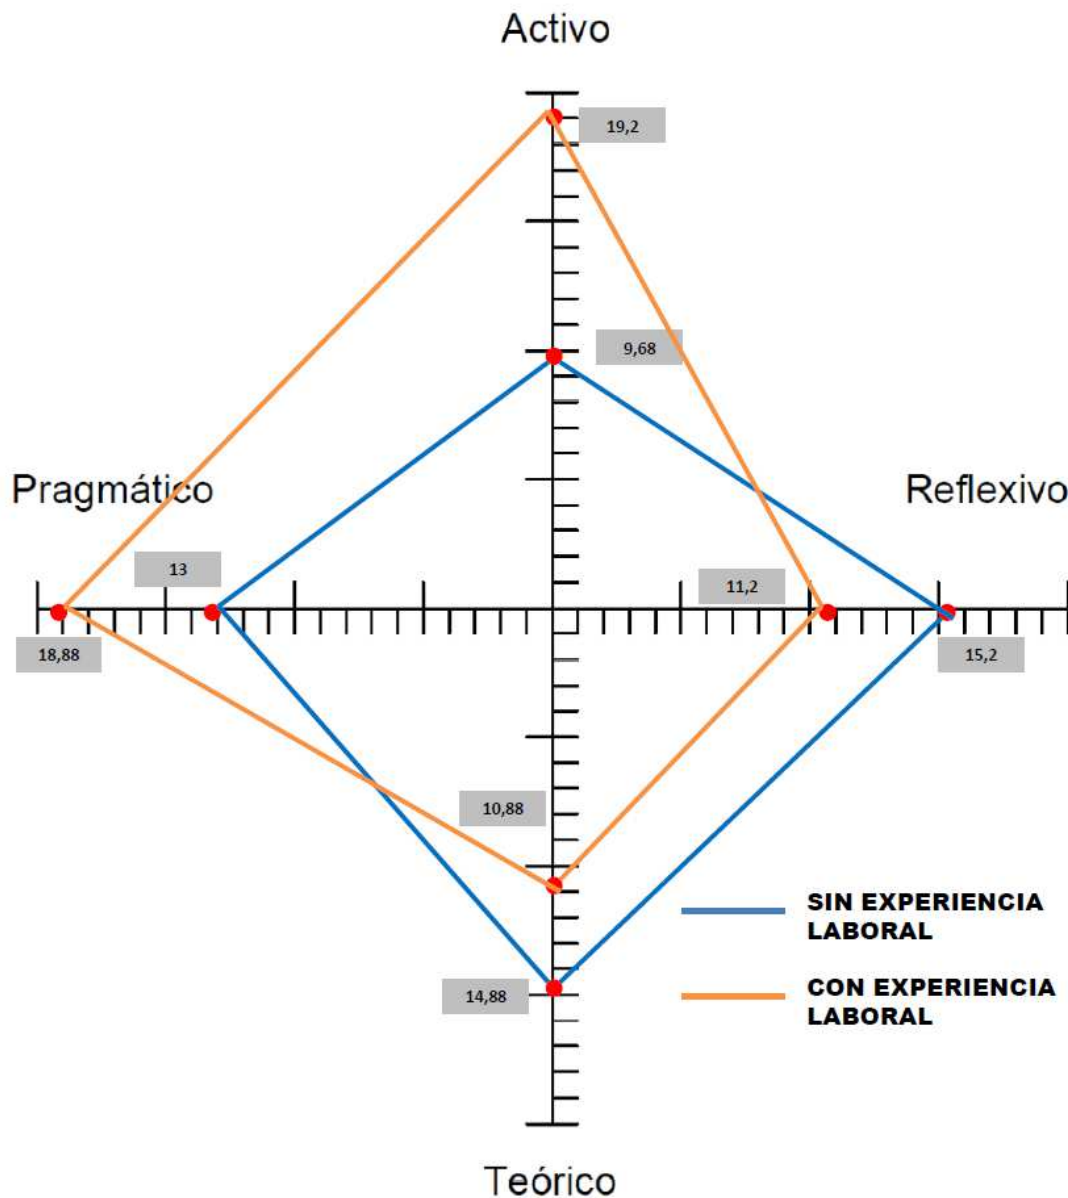 Activo
19,2
9,68
Pragmático
Reflexivo
13
11,2
18,88
15,2
10,88
SIN EXPERIENCIA
LABORAL
14,88
CON EXPERIENCIA
LABORAL
Teórico